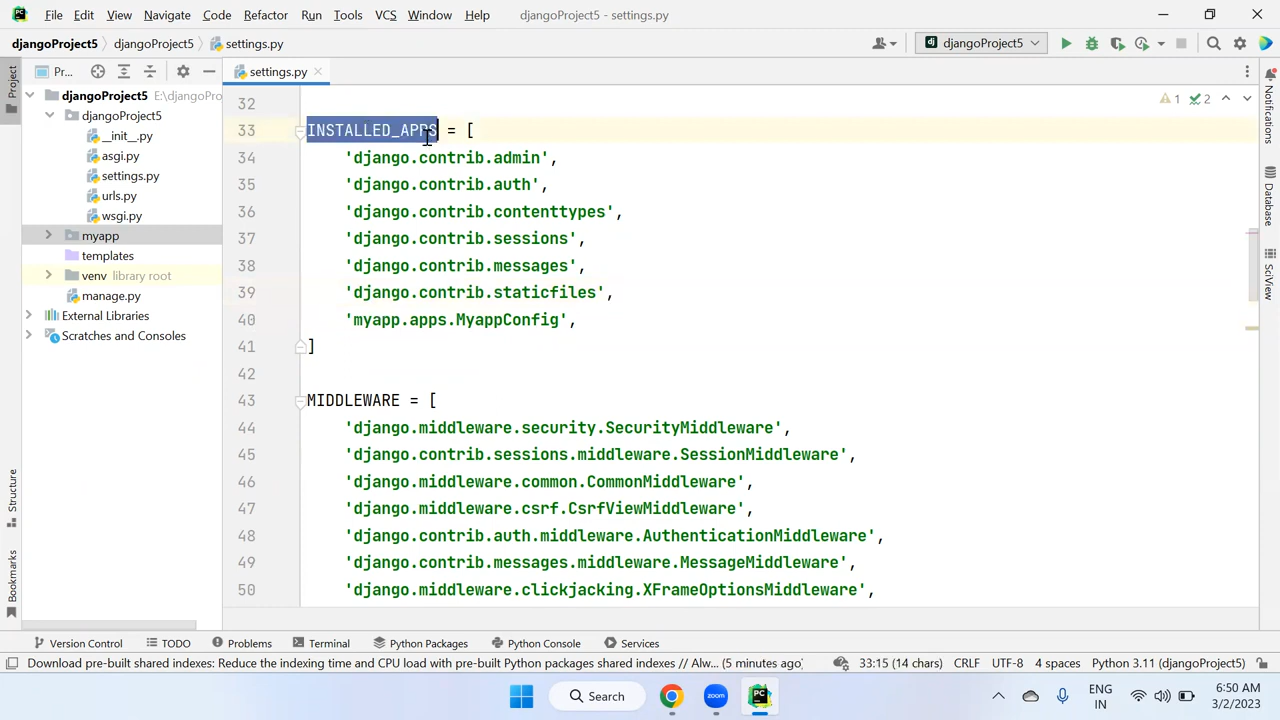 PC File Edit View Navigate Code Refactor Run Tools VCS Window Help djangoProject5 - settings.py
djangoProject5 djangoProject5 settings.py dj djangoProject5
Project
Pr...
settings.py
djangoProject5 E:\djangoPro
djangoProject5
__init__.py
asgi.py
settings.py
urls.py
wsgi.py
myapp
templates
venv library root
manage.py
External Libraries
Scratches and Consoles
Structure
Bookmarks
1 2
32
33 INSTALLED_APPS = [
34 'django.contrib.admin',
35 'django.contrib.auth',
36 'django.contrib.contenttypes',
37 'django.contrib.sessions',
38 'django.contrib.messages',
39 'django.contrib.staticfiles',
40 'myapp.apps.MyappConfig',
41 ]
42
43 MIDDLEWARE = [
44 'django.middleware.security.SecurityMiddleware',
45 'django.contrib.sessions.middleware.SessionMiddleware',
46 'django.middleware.common.CommonMiddleware',
47 'django.middleware.csrf.CsrfViewMiddleware',
48 'django.contrib.auth.middleware.AuthenticationMiddleware',
49 'django.contrib.messages.middleware.MessageMiddleware',
50 'django.middleware.clickjacking.XFrameOptionsMiddleware',
Notifications
Database
SciView
Version Control TODO Problems Terminal Python Packages Python Console Services
Download pre-built shared indexes: Reduce the indexing time and CPU load with pre-built Python packages shared indexes // Alw... (5 minutes ago) 33:15 (14 chars) CRLF UTF-8 4 spaces Python 3.11 (djangoProject5)
Search zoom PC
ENG
IN
6:50 AM
3/2/2023